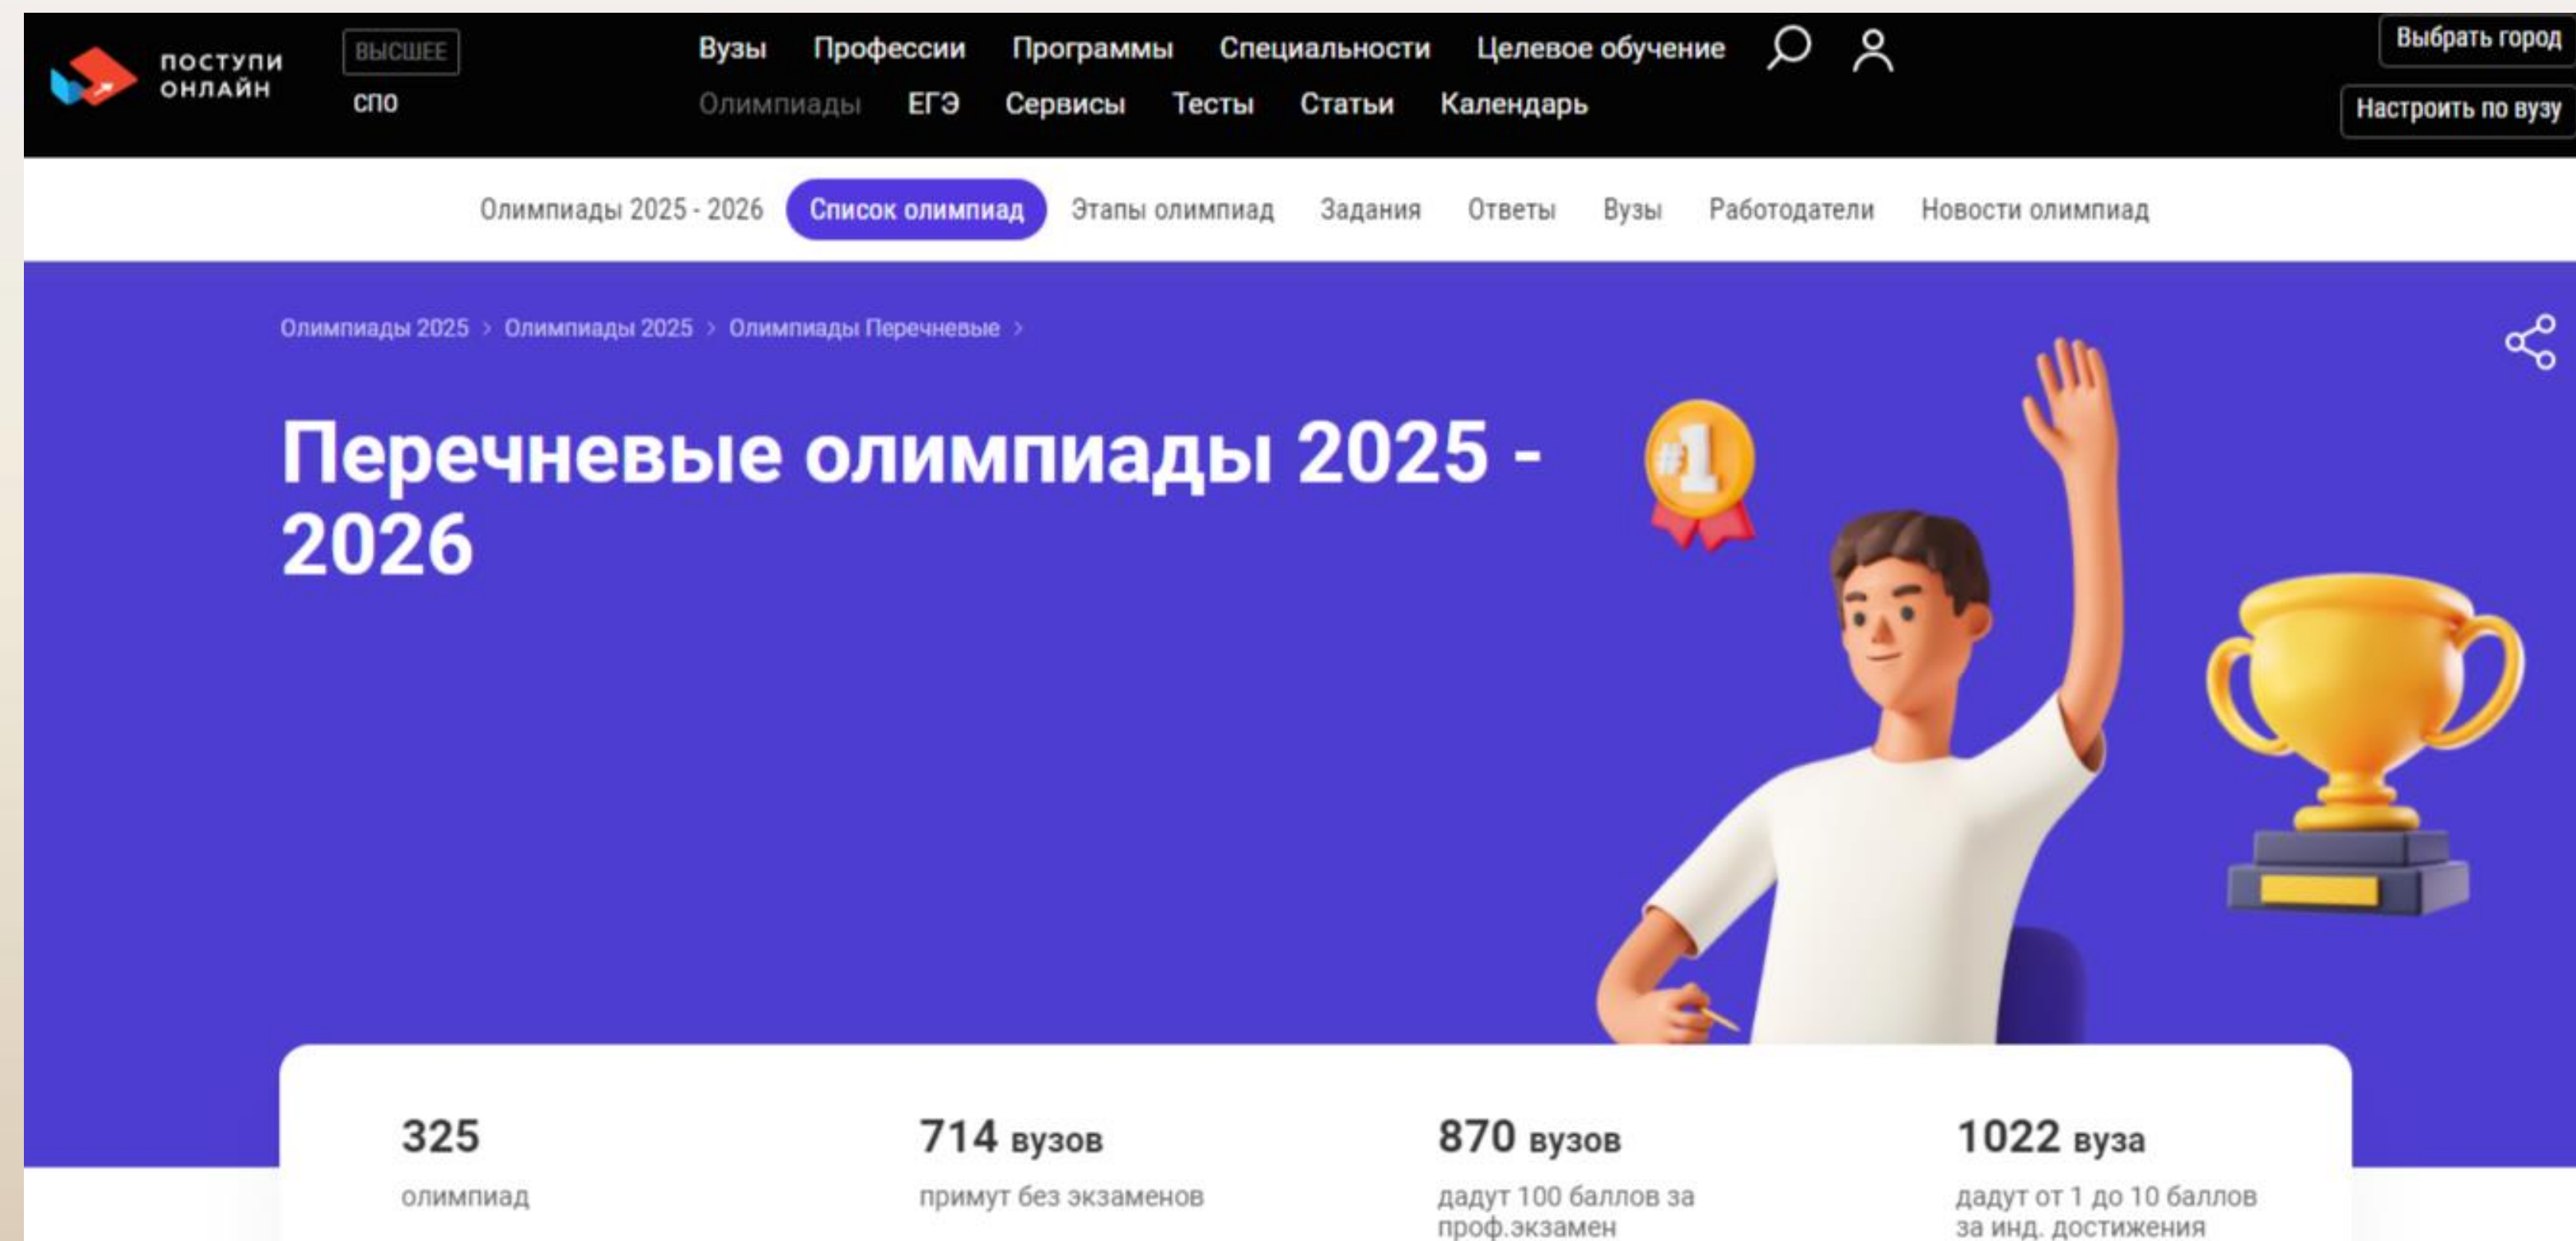 ПОСТУПИ
ОНЛАЙН
ВЫСШЕЕ
СПО
Вузы Профессии Программы Специальности Целевое обучение
Олимпиады ЕГЭ Сервисы Тесты Статьи Календарь
Выбрать город
Настроить по вузу
Олимпиады 2025 - 2026 Список олимпиад Этапы олимпиад Задания Ответы Вузы Работодатели Новости олимпиад
Олимпиады 2025 > Олимпиады 2025 > Олимпиады Перечневые >
Перечневые олимпиады 2025 -
2026
#1
325
олимпиад
714 вузов
примут без экзаменов
870 вузов
дадут 100 баллов за
проф.экзамен
1022 вуза
дадут от 1 до 10 баллов
за инд. достижения